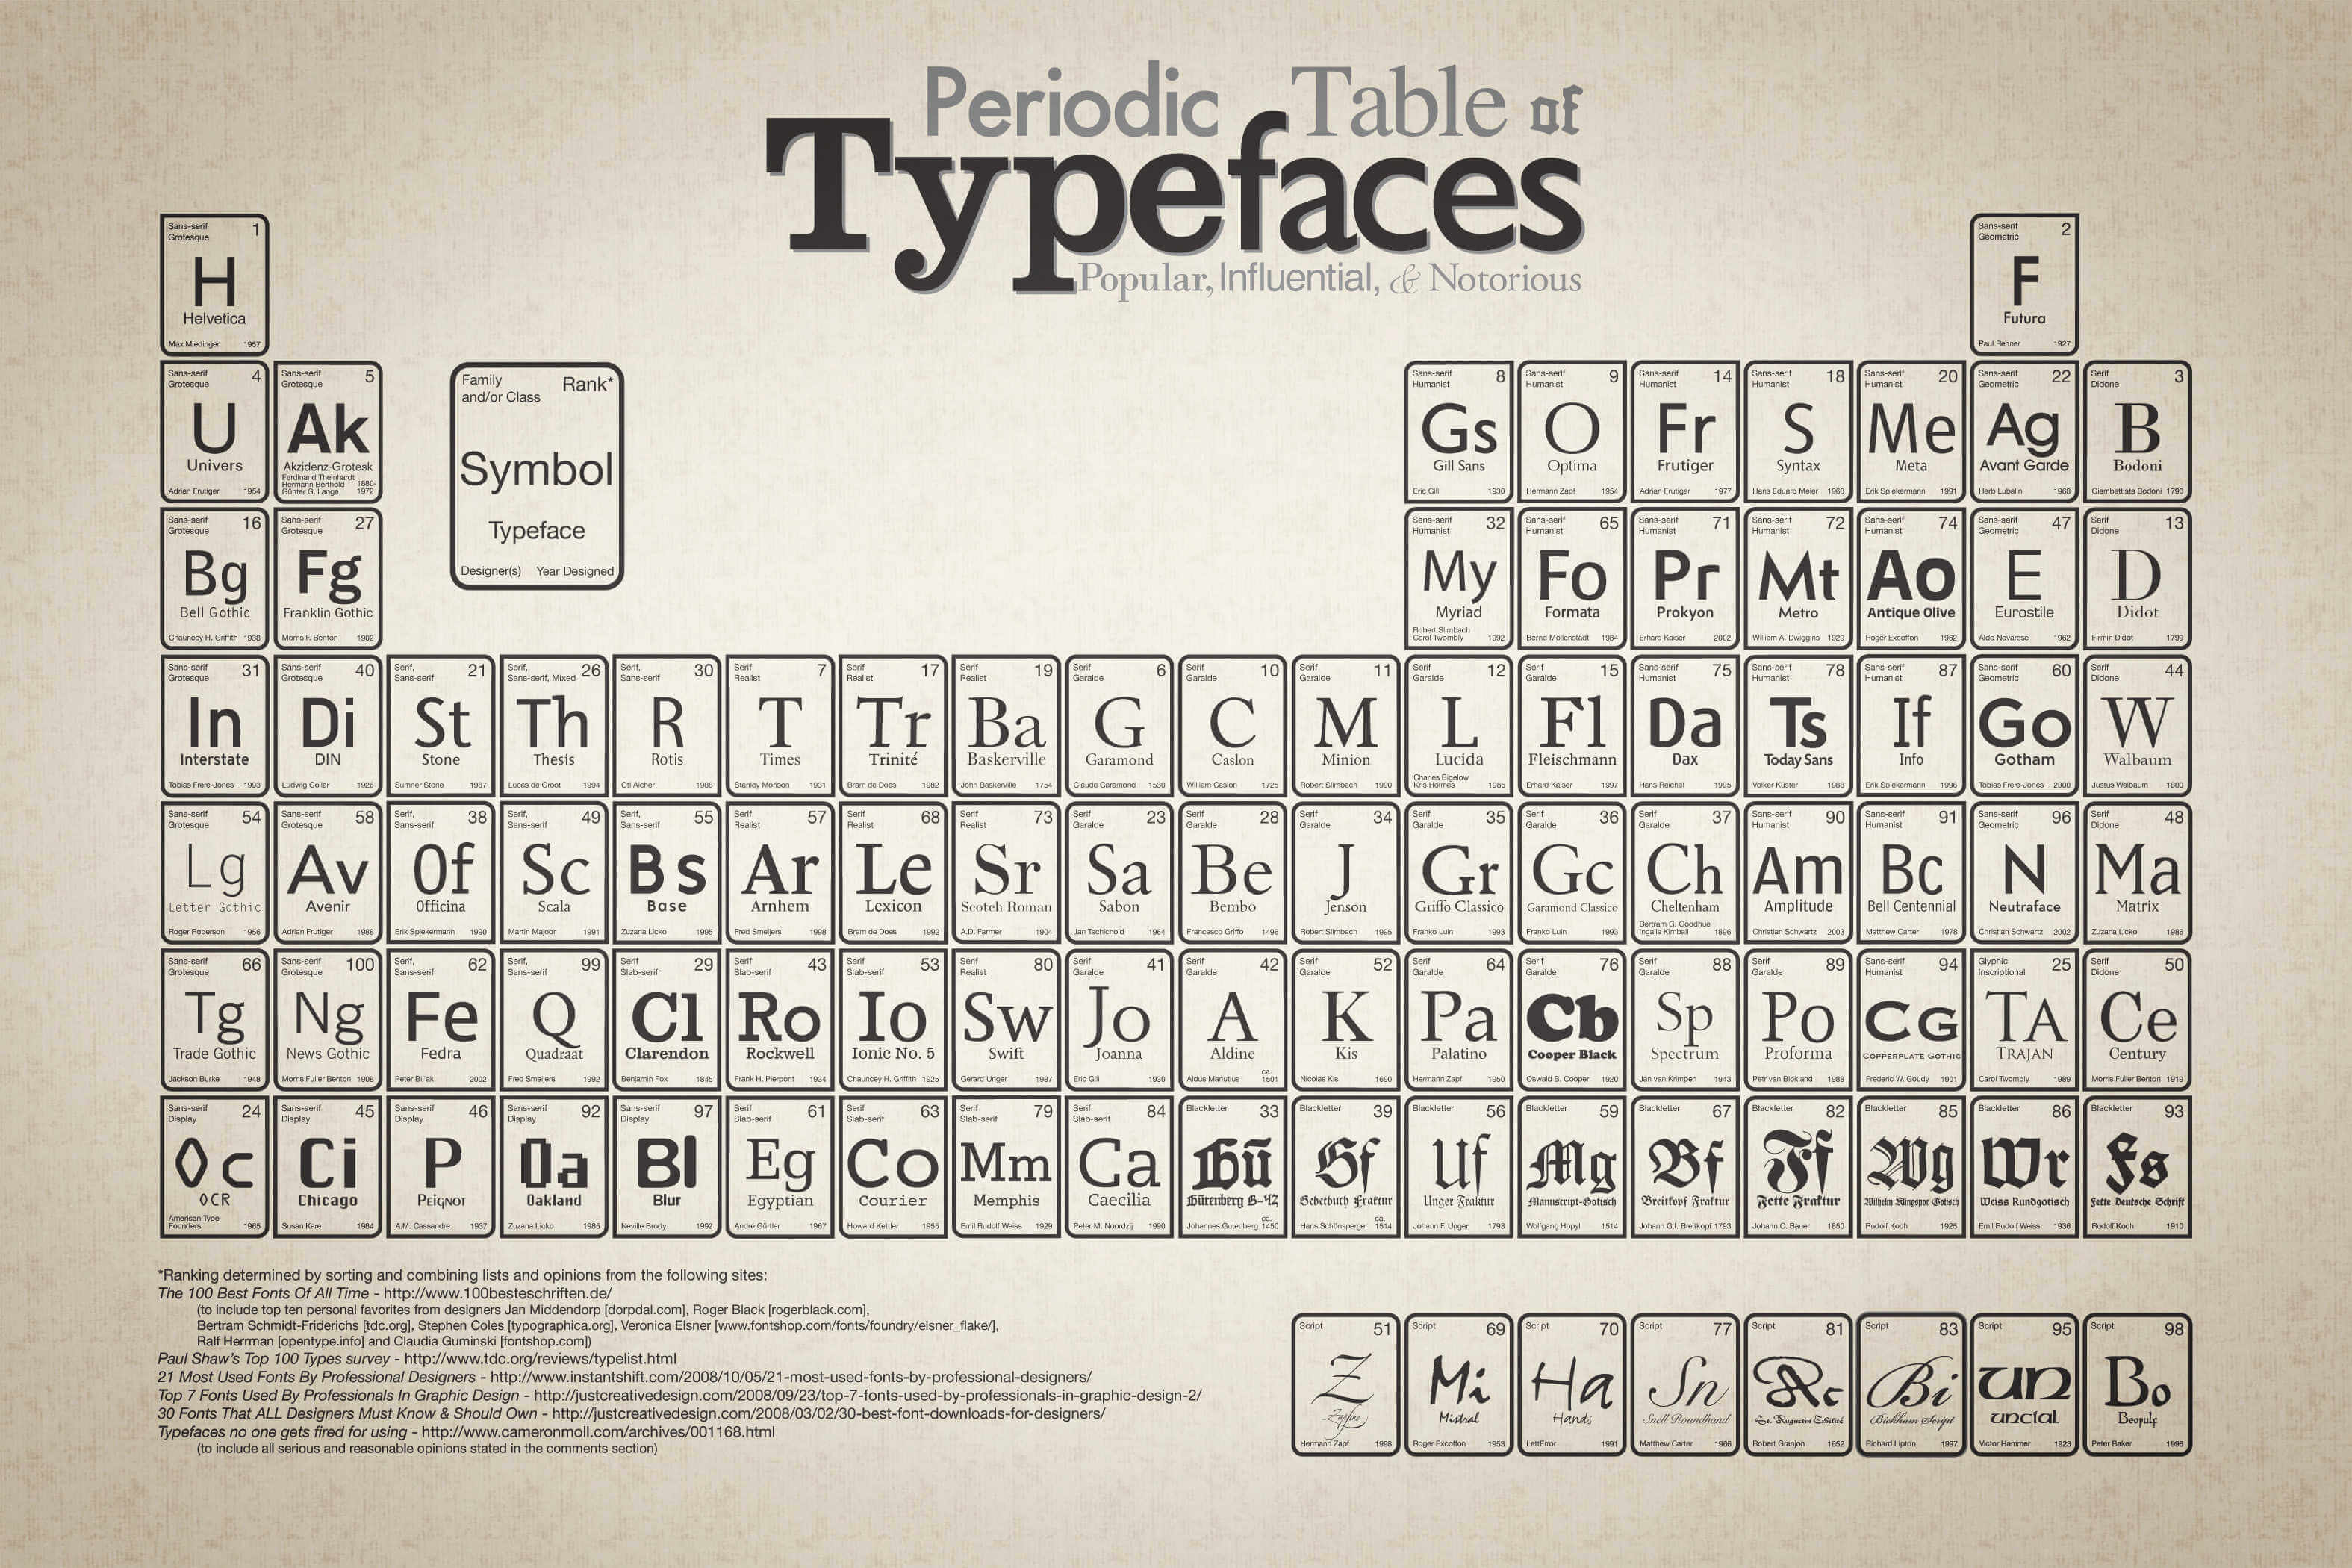 Periodic Table of
Typefaces
Popular, Influential, & Notorious
Sans-serif Grotesque 1
H
Helvetica
Max Miedinger 1957
Sans-serif Geometric 2
F
Futura
Paul Renner 1927
Sans-serif Grotesque 4
U
Univers
Adrian Frutiger 1954
Sans-serif Grotesque 5
Ak
Akzidenz-Grotesk
Ferdinand Theinhardt
Hermann Berthold 1880-
Günter G. Lange 1972
Family and/or Class Rank*
Symbol
Typeface
Designer(s) Year Designed
Sans-serif Humanist 8
Gs
Gill Sans
Eric Gill 1930
Sans-serif Humanist 9
O
Optima
Hermann Zapf 1954
Sans-serif Humanist 14
Fr
Frutiger
Adrian Frutiger 1977
Sans-serif Humanist 18
S
Syntax
Hans Eduard Meier 1968
Sans-serif Humanist 20
Me
Meta
Erik Spiekermann 1991
Sans-serif Geometric 22
Ag
Avant Garde
Herb Lubalin 1968
Serif Didone 3
B
Bodoni
Giambattista Bodoni 1790
Sans-serif Grotesque 16
Bg
Bell Gothic
Chauncey H. Griffith 1938
Sans-serif Grotesque 27
Fg
Franklin Gothic
Morris F. Benton 1902
Sans-serif Humanist 32
My
Myriad
Robert Slimbach
Carol Twombly 1992
Sans-serif Humanist 65
Fo
Formata
Bernd Möllenstädt 1984
Sans-serif Humanist 71
Pr
Prokyon
Erhard Kaiser 2002
Sans-serif Humanist 72
Mt
Metro
William A. Dwiggins 1929
Sans-serif Humanist 74
Ao
Antique Olive
Roger Excoffon 1962
Sans-serif Geometric 47
E
Eurostile
Aldo Novarese 1962
Serif Didone 13
D
Didot
Firmin Didot 1799
Sans-serif Grotesque 31
In
Interstate
Tobias Frere-Jones 1993
Sans-serif Grotesque 40
Di
DIN
Ludwig Goller 1926
Serif, Sans-serif 21
St
Stone
Sumner Stone 1987
Serif, Sans-serif, Mixed 26
Th
Thesis
Lucas de Groot 1994
Serif, Sans-serif 30
R
Rotis
Otl Aicher 1988
Serif Realist 7
T
Times
Stanley Morison 1931
Serif Realist 17
Tr
Trinité
Bram de Does 1982
Serif Realist 19
Ba
Baskerville
John Baskerville 1754
Serif Garalde 6
G
Garamond
Claude Garamond 1530
Serif Garalde 10
C
Caslon
William Caslon 1725
Serif Garalde 11
M
Minion
Robert Slimbach 1990
Serif Garalde 12
L
Lucida
Charles Bigelow
Kris Holmes 1985
Serif Garalde 15
Fl
Fleischmann
Erhard Kaiser 1997
Sans-serif Humanist 75
Da
Dax
Hans Reichel 1995
Sans-serif Humanist 78
Ts
Today Sans
Volker Küster 1988
Sans-serif Humanist 87
If
Info
Erik Spiekermann 1996
Sans-serif Geometric 60
Go
Gotham
Tobias Frere-Jones 2000
Serif Didone 44
W
Walbaum
Justus Walbaum 1800
Sans-serif Grotesque 54
Lg
Letter Gothic
Roger Roberson 1956
Sans-serif Grotesque 58
Av
Avenir
Adrian Frutiger 1988
Serif, Sans-serif 38
Of
Officina
Erik Spiekermann 1990
Serif, Sans-serif 49
Sc
Scala
Martin Majoor 1991
Serif, Sans-serif 55
Bs
Base
Zuzana Licko 1995
Serif Realist 57
Ar
Arnhem
Fred Smeijers 1998
Serif Realist 68
Le
Lexicon
Bram de Does 1992
Serif Realist 73
Sr
Scotch Roman
A.D. Farmer 1904
Serif Garalde 23
Sa
Sabon
Jan Tschichold 1964
Serif Garalde 28
Be
Bembo
Francesco Griffo 1496
Serif Garalde 34
J
Jenson
Robert Slimbach 1995
Serif Garalde 35
Gr
Griffo Classico
Franko Luin 1993
Serif Garalde 36
Gc
Garamond Classico
Franko Luin 1993
Serif Garalde 37
Ch
Cheltenham
Bertram G. Goodhue
Ingalls Kimball 1896
Sans-serif Humanist 90
Am
Amplitude
Christian Schwartz 2003
Sans-serif Humanist 91
Bc
Bell Centennial
Matthew Carter 1978
Sans-serif Geometric 96
N
Neutraface
Christian Schwartz 2002
Serif Didone 48
Ma
Matrix
Zuzana Licko 1986
Sans-serif Grotesque 66
Tg
Trade Gothic
Jackson Burke 1948
Sans-serif Grotesque 100
Ng
News Gothic
Morris Fuller Benton 1908
Serif, Sans-serif 62
Fe
Fedra
Peter Bil'ak 2002
Serif, Sans-serif 99
Q
Quadraat
Fred Smeijers 1992
Serif Slab-serif 29
Cl
Clarendon
Benjamin Fox 1845
Serif Slab-serif 43
Ro
Rockwell
Frank H. Pierpont 1934
Serif Slab-serif 53
Io
Ionic No. 5
Chauncey H. Griffith 1925
Serif Realist 80
Sw
Swift
Gerard Unger 1987
Serif Garalde 41
Jo
Joanna
Eric Gill 1930
Serif Garalde 42
A
Aldine
Aldus Manutius ca. 1501
Serif Garalde 52
K
Kis
Nicolas Kis 1690
Serif Garalde 64
Pa
Palatino
Hermann Zapf 1950
Serif Garalde 76
Cb
Cooper Black
Oswald B. Cooper 1920
Serif Garalde 88
Sp
Spectrum
Jan van Krimpen 1943
Serif Garalde 89
Po
Proforma
Petr van Blokland 1988
Sans-serif Humanist 94
CG
COPPERPLATE GOTHIC
Frederic W. Goudy 1901
Glyphic Inscriptional 25
TA
TRAJAN
Carol Twombly 1989
Serif Didone 50
Ce
Century
Morris Fuller Benton 1919
Sans-serif Display 24
Oc
OCR
American Type
Founders 1965
Sans-serif Display 45
Ci
Chicago
Susan Kare 1984
Sans-serif Display 46
P
Peignot
A.M. Cassandre 1937
Sans-serif Display 92
Oa
Oakland
Zuzana Licko 1985
Sans-serif Display 97
Bl
Blur
Neville Brody 1992
Serif Slab-serif 61
Eg
Egyptian
André Gürtler 1967
Serif Slab-serif 63
Co
Courier
Howard Kettler 1955
Serif Slab-serif 79
Mm
Memphis
Emil Rudolf Weiss 1929
Serif Slab-serif 84
Ca
Caecilia
Peter M. Noordzij 1990
Blackletter 33
Gü
Gütenberg B-42
Johannes Gutenberg ca. 1450
Blackletter 39
Gf
Gebetbuch Fraktur
Hans Schönsperger ca. 1514
Blackletter 56
Uf
Unger Fraktur
Johann F. Unger 1793
Blackletter 59
Mg
Manuscript-Gotisch
Wolfgang Hopyl 1514
Blackletter 67
Bf
Breitkopf Fraktur
Johann G.I. Breitkopf 1793
Blackletter 82
Ff
Fette Fraktur
Johann C. Bauer 1850
Blackletter 85
Wg
Wilhelm Klingspor Gotisch
Rudolf Koch 1925
Blackletter 86
Wr
Weiss Rundgotisch
Emil Rudolf Weiss 1936
Blackletter 93
Fs
Fette Deutsche Schrift
Rudolf Koch 1910
*Ranking determined by sorting and combining lists and opinions from the following sites:
The 100 Best Fonts Of All Time - http://www.100besteschriften.de/
(to include top ten personal favorites from designers Jan Middendorp [dorpdal.com], Roger Black [rogerblack.com],
Bertram Schmidt-Friderichs [tdc.org], Stephen Coles [typographica.org], Veronica Elsner [www.fontshop.com/fonts/foundry/elsner_flake/],
Ralf Herrman [opentype.info] and Claudia Guminski [fontshop.com])
Paul Shaw's Top 100 Types survey - http://www.tdc.org/reviews/typelist.html
21 Most Used Fonts By Professional Designers - http://www.instantshift.com/2008/10/05/21-most-used-fonts-by-professional-designers/
Top 7 Fonts Used By Professionals In Graphic Design - http://justcreativedesign.com/2008/09/23/top-7-fonts-used-by-professionals-in-graphic-design-2/
30 Fonts That ALL Designers Must Know & Should Own - http://justcreativedesign.com/2008/03/02/30-best-font-downloads-for-designers/
Typefaces no one gets fired for using - http://www.cameronmoll.com/archives/001168.html
(to include all serious and reasonable opinions stated in the comments section)
Script 51
Z
Zapfino
Hermann Zapf 1998
Script 69
Mi
Mistral
Roger Excoffon 1953
Script 70
Ha
Hands
LettError 1991
Script 77
Sn
Snell Roundhand
Matthew Carter 1966
Script 81
Ac
St. Augustin Civilité
Robert Granjon 1652
Script 83
Bi
Bickham Script
Richard Lipton 1997
Script 95
un
uncial
Victor Hammer 1923
Script 98
Bo
Beowulf
Peter Baker 1996